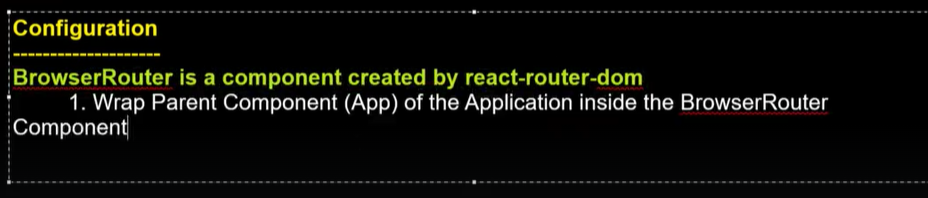 Configuration
--------------------
BrowserRouter is a component created by react-router-dom
1. Wrap Parent Component (App) of the Application inside the BrowserRouter
Component